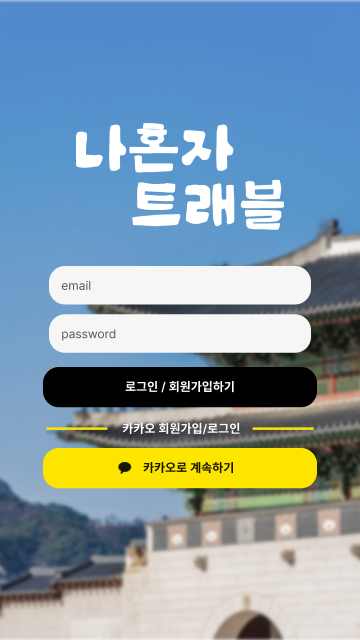 나혼자
트래블
email
password
로그인 / 회원가입하기
카카오 회원가입/로그인
카카오로 계속하기